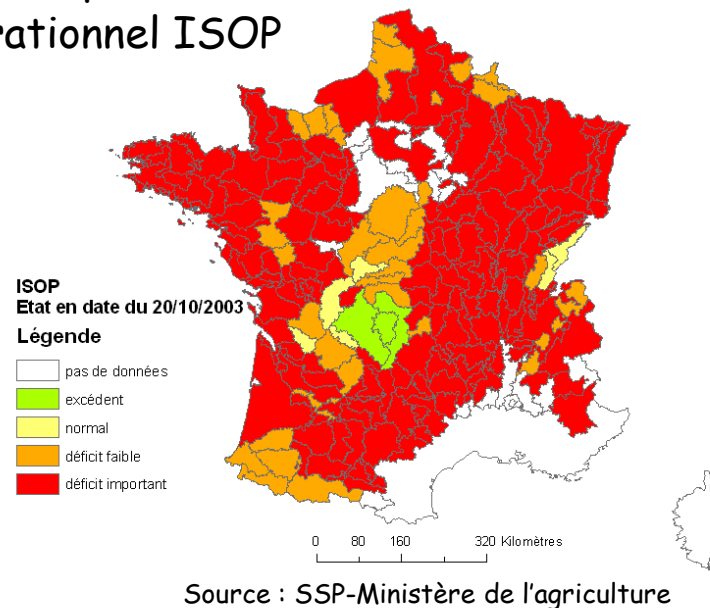 rationnel ISOP
ISOP
Etat en date du 20/10/2003
Légende
pas de données
excédent
normal
déficit faible
déficit important
0 80 160 320 Kilomètres
Source : SSP-Ministère de l'agriculture